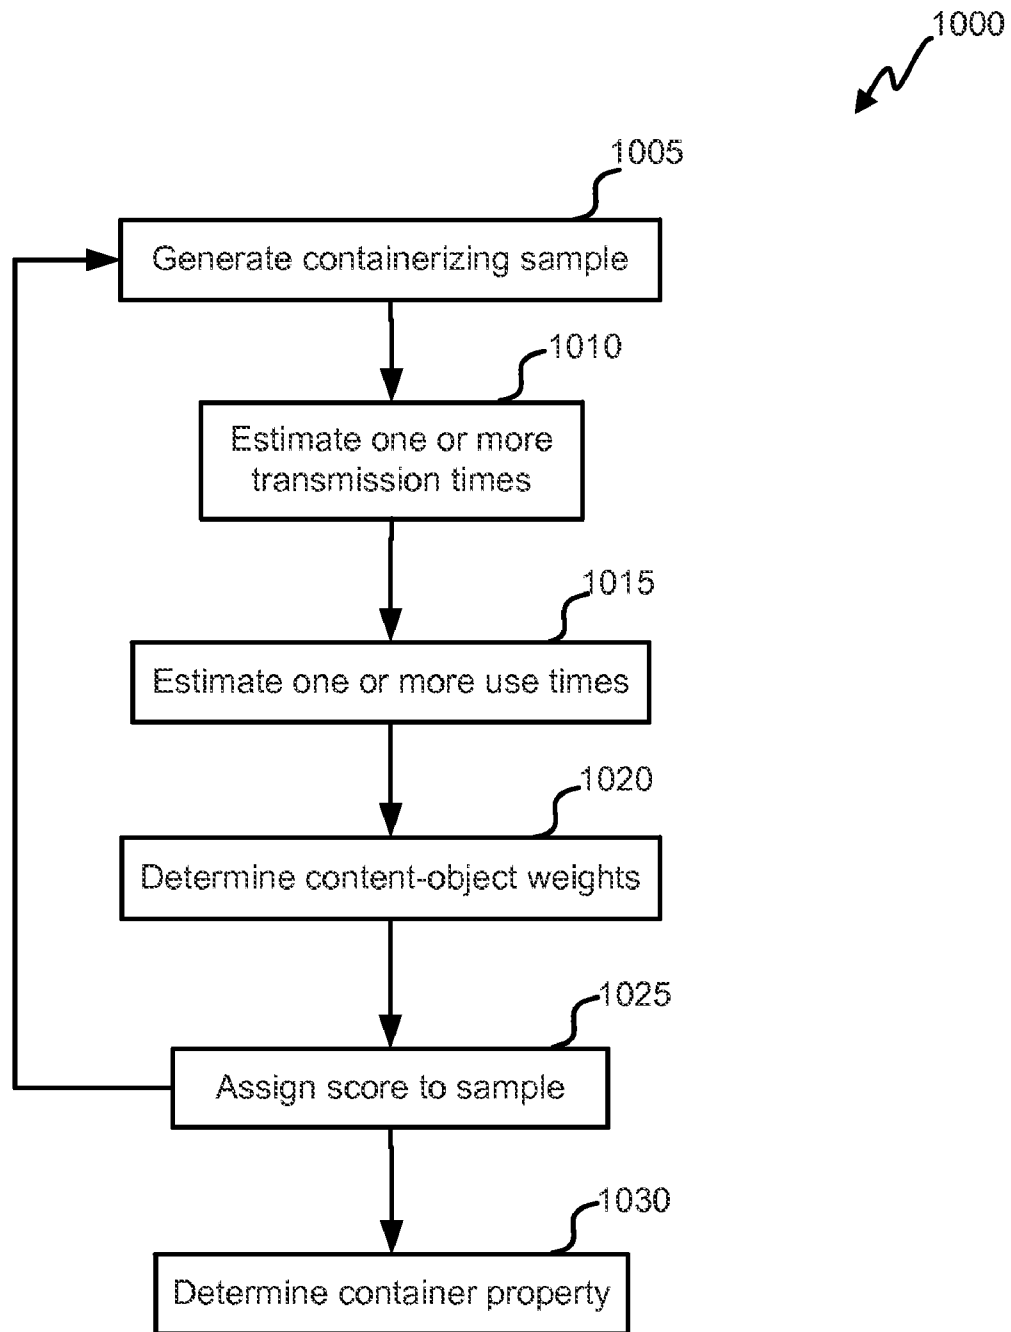 1000
1005
Generate containerizing sample
1010
Estimate one or more
transmission times
1015
Estimate one or more use times
1020
Determine content-object weights
1025
Assign score to sample
1030
Determine container property